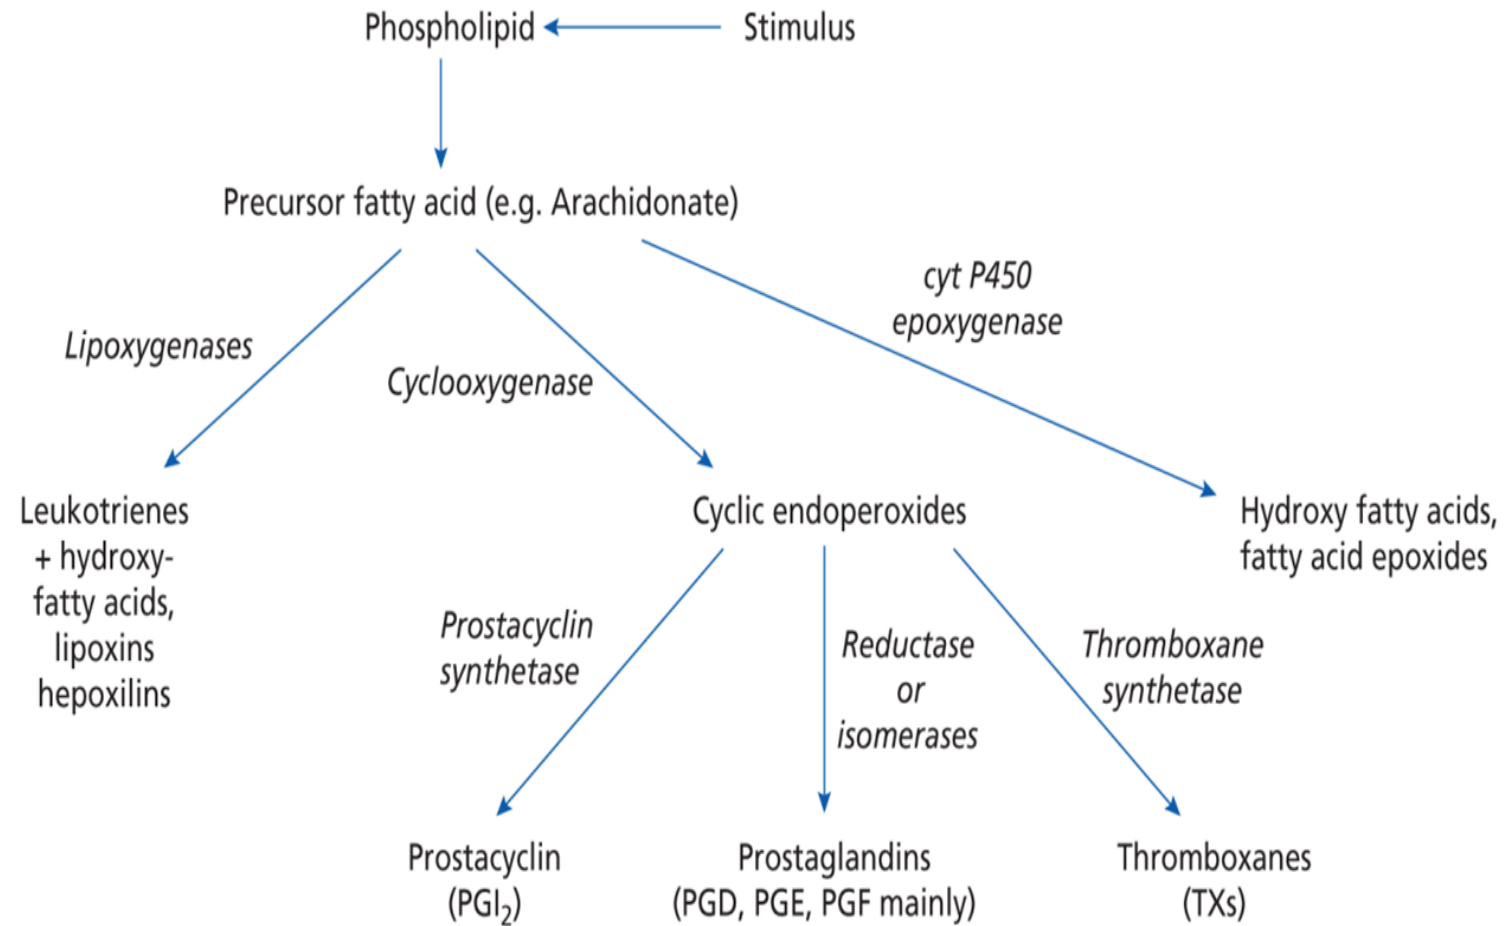 Phospholipid
Stimulus
Precursor fatty acid (e.g. Arachidonate)
cyt P450
epoxygenase
Lipoxygenases
Cyclooxygenase
Leukotrienes
+ hydroxy-
fatty acids,
lipoxins
hepoxilins
Cyclic endoperoxides
Hydroxy fatty acids,
fatty acid epoxides
Prostacyclin
synthetase
Reductase
or
isomerases
Thromboxane
synthetase
Prostacyclin
(PGI₂)
Prostaglandins
(PGD, PGE, PGF mainly)
Thromboxanes
(TXs)